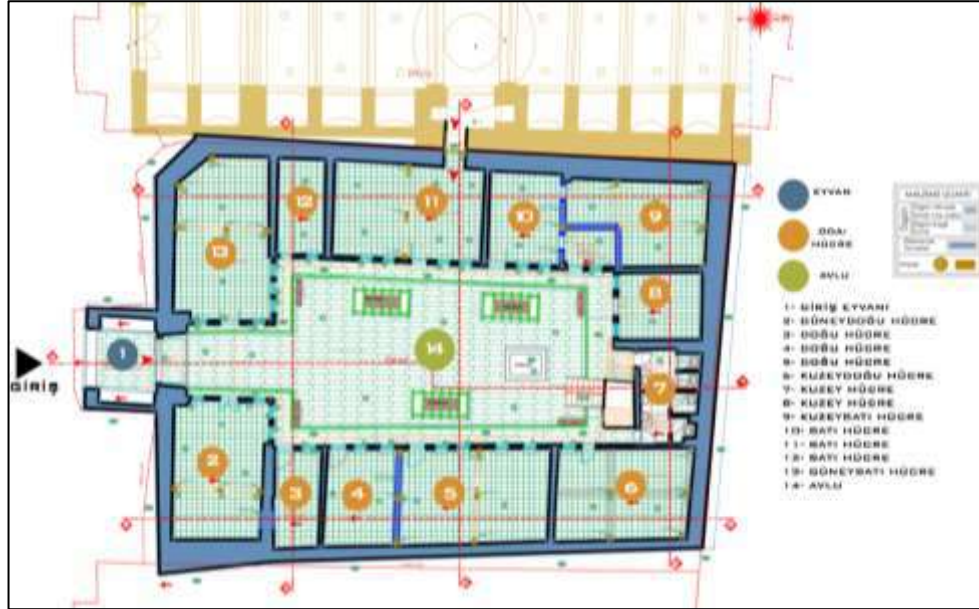 GİRİŞ
1
2
3
4
5
6
7
8
9
10
11
12
13
14
EYVAN
ODA/
HÜCRE
AVLU
1- GİRİŞ EYVANI
2- GÜNEYDOĞU HÜCRE
3- DOĞU HÜCRE
4- DOĞU HÜCRE
5- DOĞU HÜCRE
6- KUZEYDOĞU HÜCRE
7- KUZEY HÜCRE
8- KUZEY HÜCRE
9- KUZEYBATI HÜCRE
10- BATI HÜCRE
11- BATI HÜCRE
12- BATI HÜCRE
13- GÜNEYBATI HÜCRE
14- AVLU